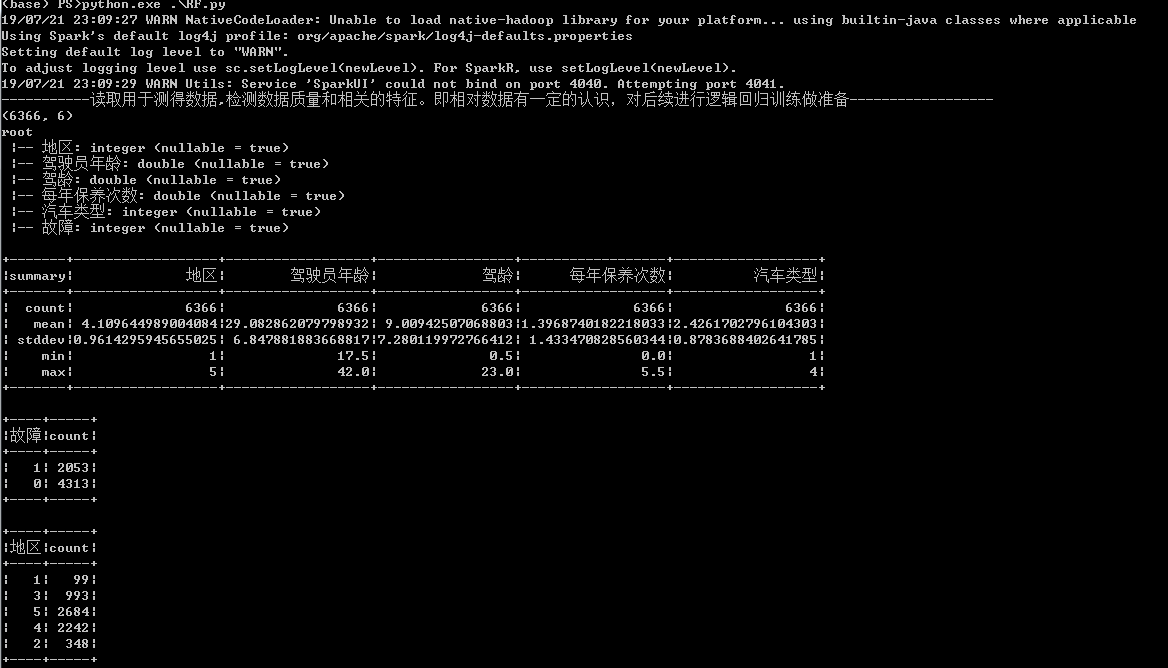 (base) PS>python.exe .\RF.py
19/07/21 23:09:27 WARN NativeCodeLoader: Unable to load native-hadoop library for your platform... using builtin-java classes where applicable
Using Spark's default log4j profile: org/apache/spark/log4j-defaults.properties
Setting default log level to "WARN".
To adjust logging level use sc.setLogLevel(newLevel). For SparkR, use setLogLevel(newLevel).
19/07/21 23:09:29 WARN Utils: Service 'SparkUI' could not bind on port 4040. Attempting port 4041.
-----------读取用于测得数据,检测数据质量和相关的特征。即相对数据有一定的认识，对后续进行逻辑回归训练做准备------------------
(6366, 6)
root
 |-- 地区: integer (nullable = true)
 |-- 驾驶员年龄: double (nullable = true)
 |-- 驾龄: double (nullable = true)
 |-- 每年保养次数: double (nullable = true)
 |-- 汽车类型: integer (nullable = true)
 |-- 故障: integer (nullable = true)
+-------+------------------+------------------+-----------------+------------------+------------------+
|summary|              地区|        驾驶员年龄|             驾龄|      每年保养次数|          汽车类型|
+-------+------------------+------------------+-----------------+------------------+------------------+
|  count|              6366|              6366|             6366|              6366|              6366|
|   mean| 4.109644989004084|29.082862079798932| 9.00942507068803|1.3968740182218033|2.4261702796104303|
| stddev|0.9614295945655025| 6.847881883668817|7.280119972766412| 1.433470828560344|0.8783688402641785|
|    min|                 1|              17.5|              0.5|               0.0|                 1|
|    max|                 5|              42.0|             23.0|               5.5|                 4|
+-------+------------------+------------------+-----------------+------------------+------------------+
+----+-----+
|故障|count|
+----+-----+
|   1| 2053|
|   0| 4313|
+----+-----+
+----+-----+
|地区|count|
+----+-----+
|   1|   99|
|   3|  993|
|   5| 2684|
|   4| 2242|
|   2|  348|
+----+-----+